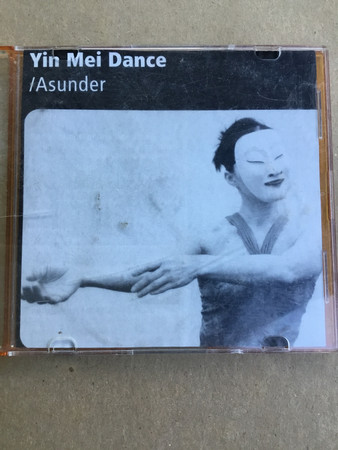 Yin Mei Dance
/Asunder